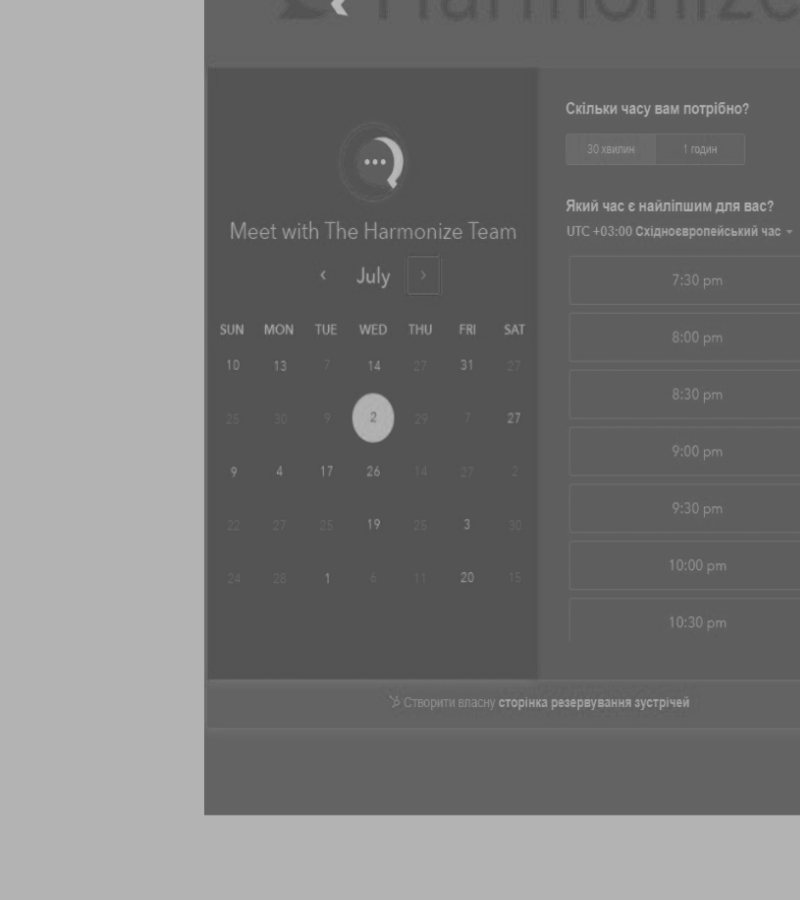 Harmonize
Скільки часу вам потрібно?
30 хвилин 1 годин
Meet with The Harmonize Team
Який час є найліпшим для вас?
UTC +03:00 Східноєвропейський час
July
SUN MON TUE WED THU FRI SAT
10 13 7 14 27 31 27
25 30 9 2 29 7 27
9 4 17 26 14 27 2
22 27 25 19 25 3 30
24 28 1 6 11 20 15
7:30 pm
8:00 pm
8:30 pm
9:00 pm
9:30 pm
10:00 pm
10:30 pm
Створити власну сторінка резервування зустрічей